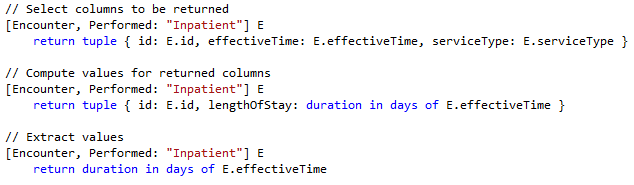 // Select columns to be returned
[Encounter, Performed: "Inpatient"] E
    return tuple { id: E.id, effectiveTime: E.effectiveTime, serviceType: E.serviceType }
// Compute values for returned columns
[Encounter, Performed: "Inpatient"] E
    return tuple { id: E.id, lengthOfStay: duration in days of E.effectiveTime }
// Extract values
[Encounter, Performed: "Inpatient"] E
    return duration in days of E.effectiveTime